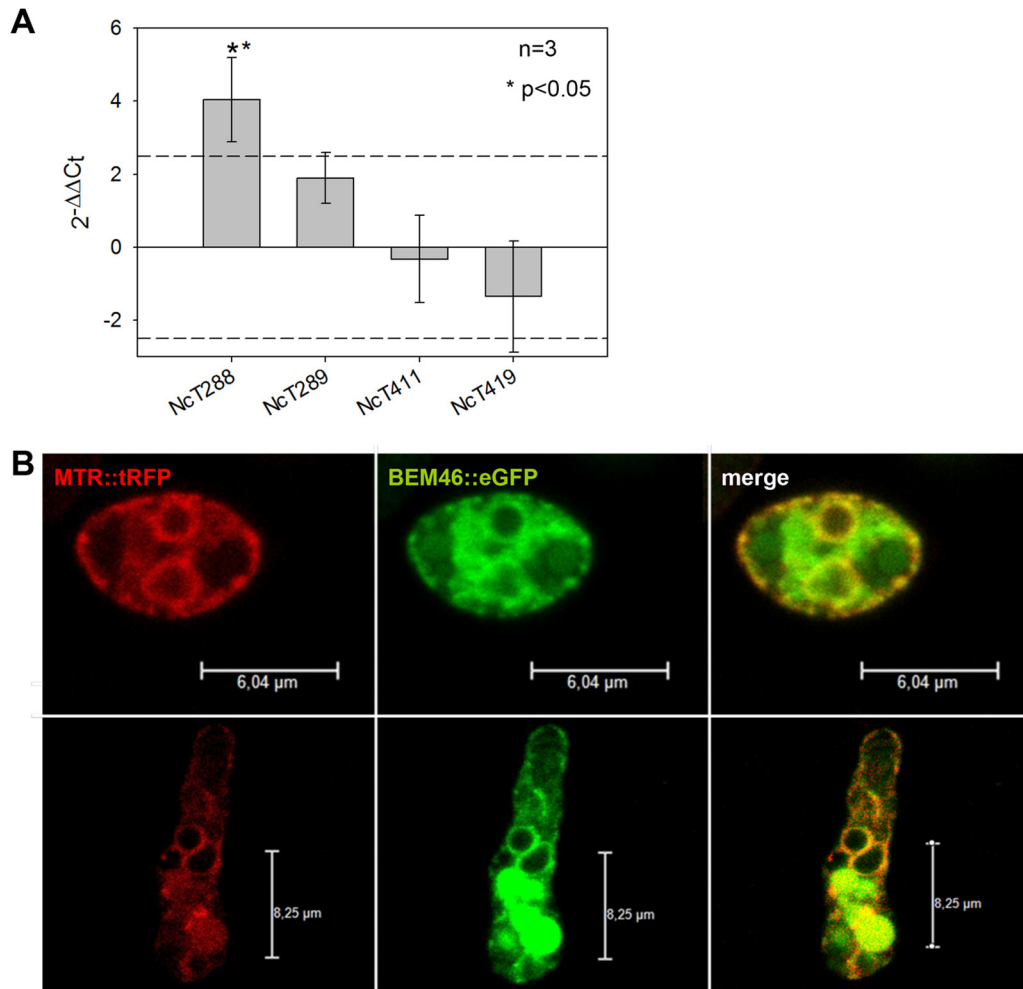 A
6
4
2
0
-2
2-ΔΔCt
**
n=3
* p<0.05
NcT288
NcT289
NcT411
NcT419
B
MTR::tRFP
BEM46::eGFP
merge
6,04 µm
6,04 µm
6,04 µm
8,25 µm
8,25 µm
8,25 µm